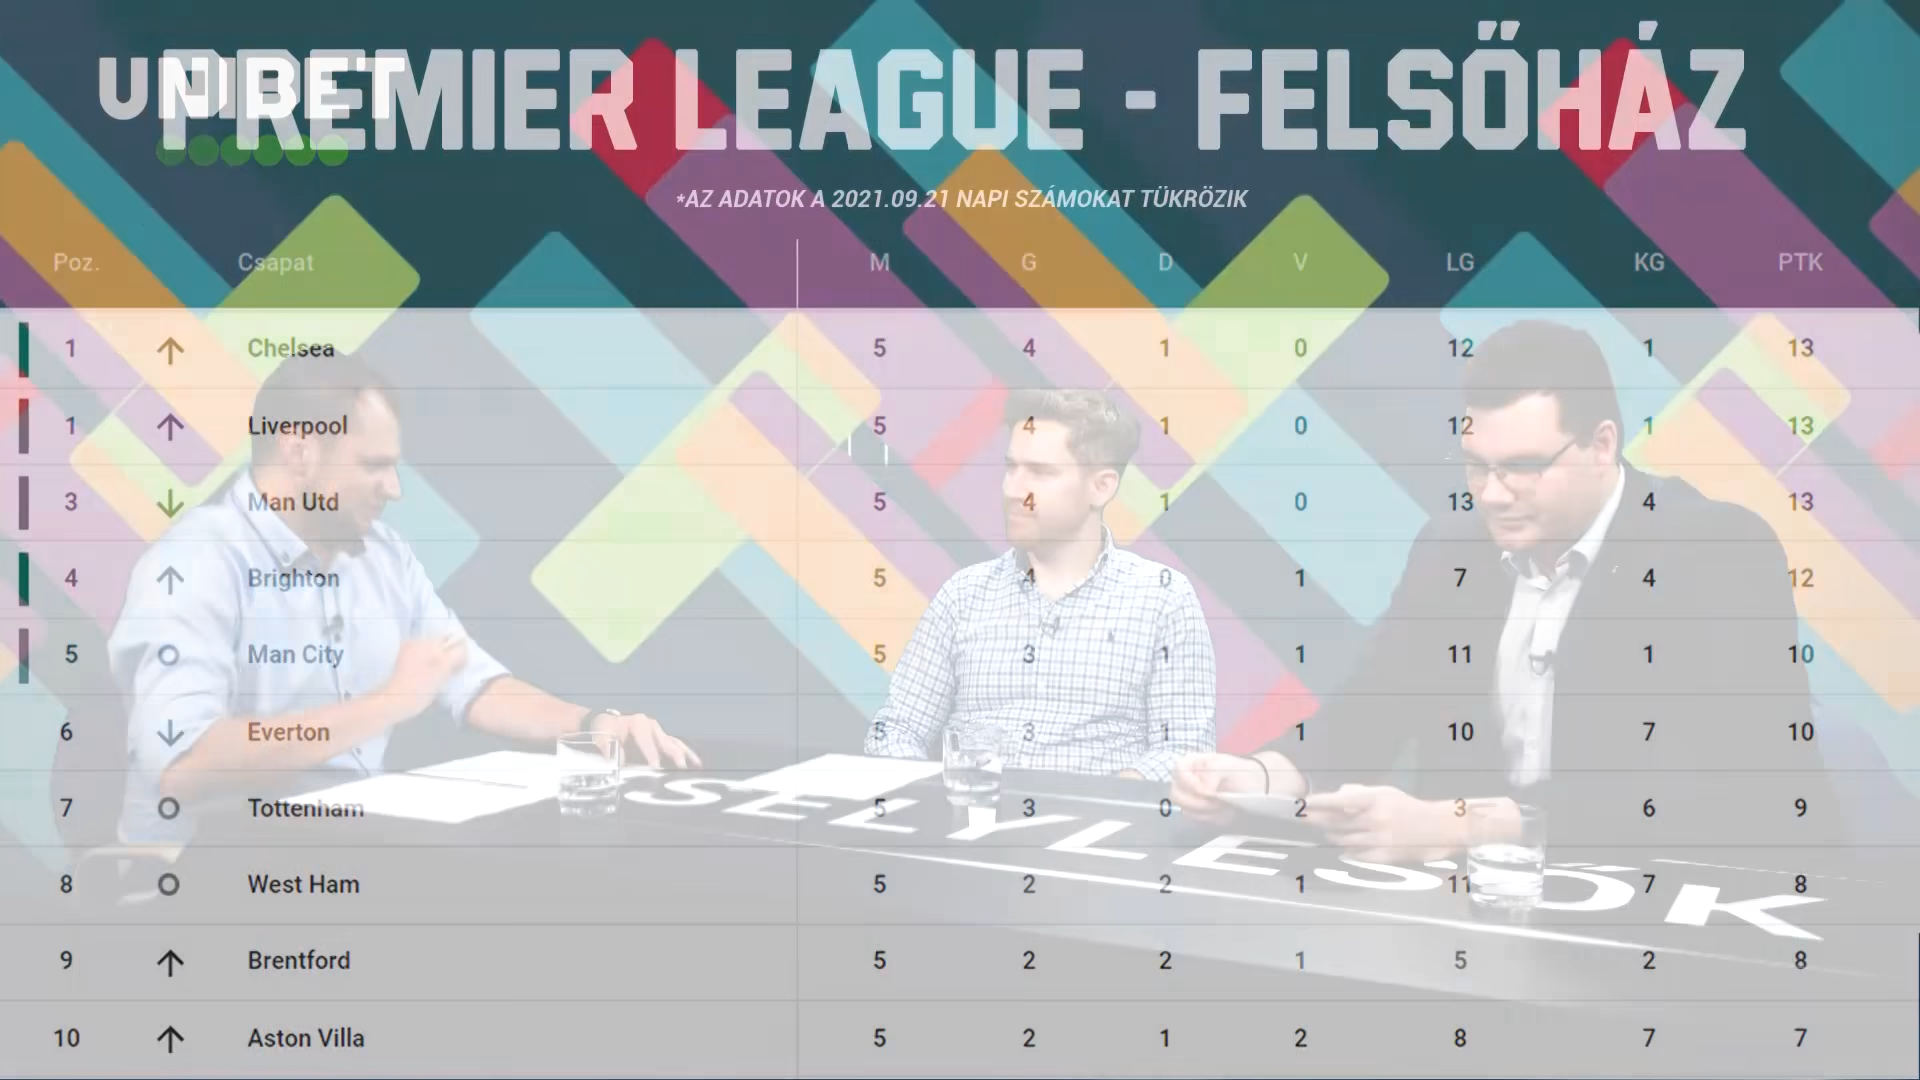 UNIBET
PREMIER LEAGUE - FELSŐHÁZ
*AZ ADATOK A 2021.09.21 NAPI SZÁMOKAT TÜKRÖZIK
Poz. Csapat M G D V LG KG PTK
1 Chelsea 5 4 1 0 12 1 13
1 Liverpool 5 4 1 0 12 1 13
3 Man Utd 5 4 1 0 13 4 13
4 Brighton 5 4 0 1 7 4 12
5 Man City 5 3 1 1 11 1 10
6 Everton 5 3 1 1 10 7 10
7 Tottenham 5 3 0 2 3 6 9
8 West Ham 5 2 2 1 11 7 8
9 Brentford 5 2 2 1 5 2 8
10 Aston Villa 5 2 1 2 8 7 7
SELYLESŐK